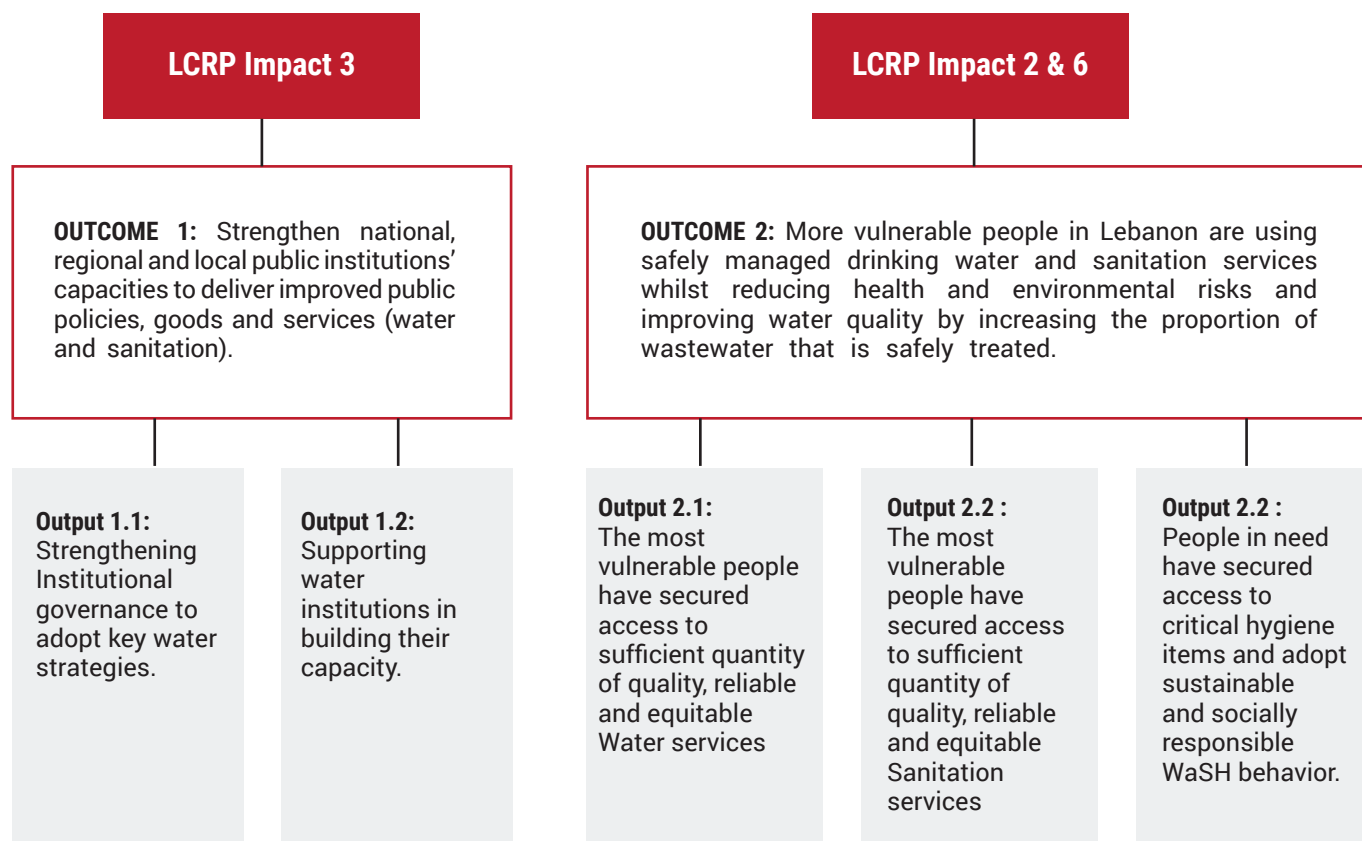 LCRP Impact 3
OUTCOME 1: Strengthen national,
regional and local public institutions'
capacities to deliver improved public
policies, goods and services (water
and sanitation).
Output 1.1:
Strengthening
Institutional
governance to
adopt key water
strategies.
Output 1.2:
Supporting
water
institutions in
building their
capacity.
LCRP Impact 2 & 6
OUTCOME 2: More vulnerable people in Lebanon are using
safely managed drinking water and sanitation services
whilst reducing health and environmental risks and
improving water quality by increasing the proportion of
wastewater that is safely treated.
Output 2.1:
The most
vulnerable people
have secured
access to
sufficient quantity
of quality, reliable
and equitable
Water services
Output 2.2 :
The most
vulnerable
people have
secured access
to sufficient
quantity of
quality, reliable
and equitable
Sanitation
services
Output 2.2 :
People in need
have secured
access to
critical hygiene
items and adopt
sustainable
and socially
responsible
WaSH behavior.